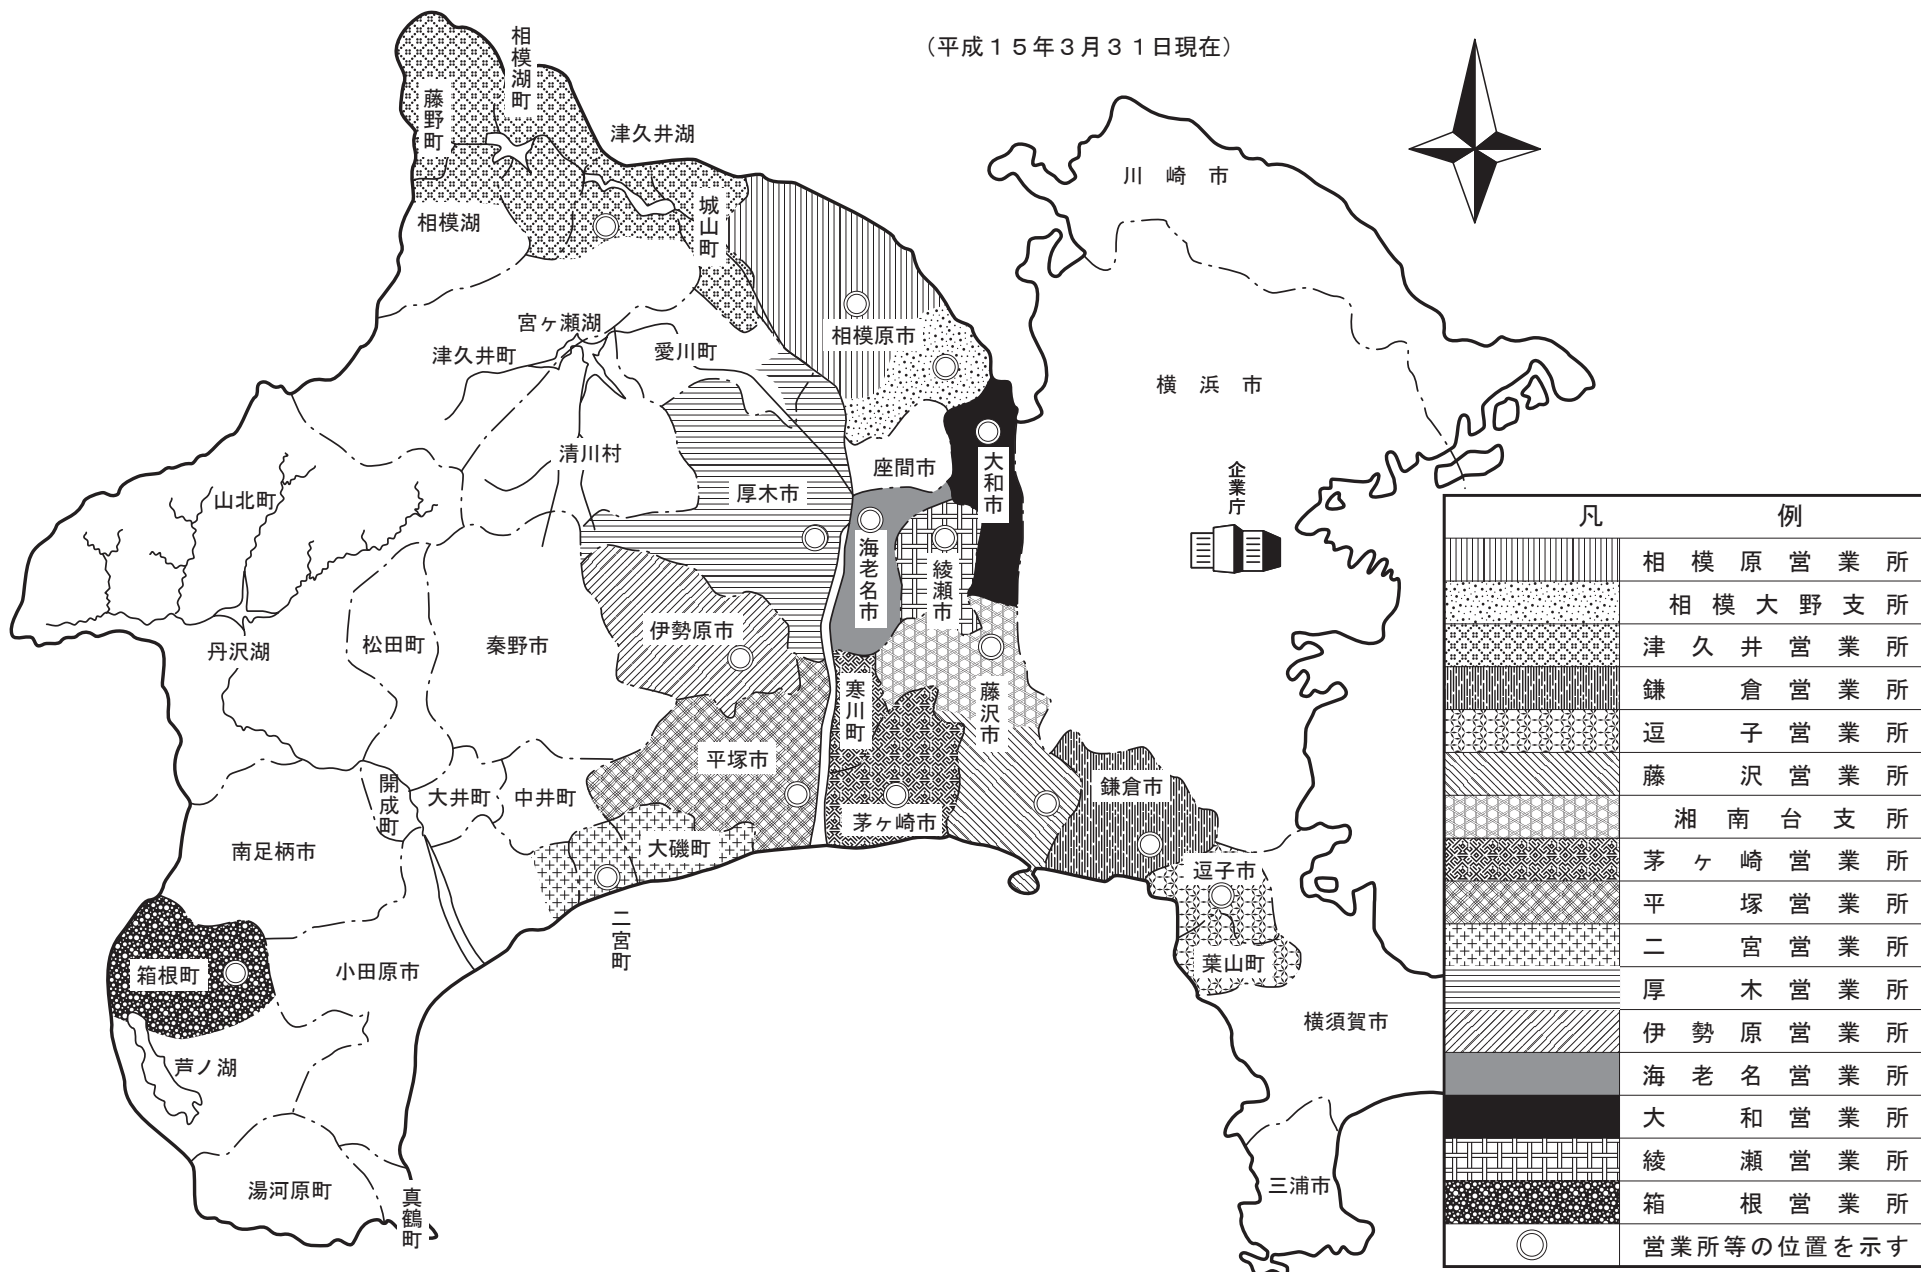 (平成15年3月31日現在)
相模湖町
藤野町
津久井湖
川崎市
城山町
相模湖
宮ヶ瀬湖
相模原市
津久井町
愛川町
横浜市
清川村
座間市
大和市
企業庁
山北町
厚木市
海老名市
綾瀬市
伊勢原市
丹沢湖
松田町
秦野市
寒川町
藤沢市
平塚市
開成町
大井町
中井町
鎌倉市
茅ヶ崎市
南足柄市
大磯町
逗子市
二宮町
箱根町
小田原市
葉山町
横須賀市
芦ノ湖
湯河原町
真鶴町
三浦市
凡例
相模原営業所
相模大野支所
津久井営業所
鎌倉営業所
逗子営業所
藤沢営業所
湘南台支所
茅ヶ崎営業所
平塚営業所
二宮営業所
厚木営業所
伊勢原営業所
海老名営業所
大和営業所
綾瀬営業所
箱根営業所
営業所等の位置を示す